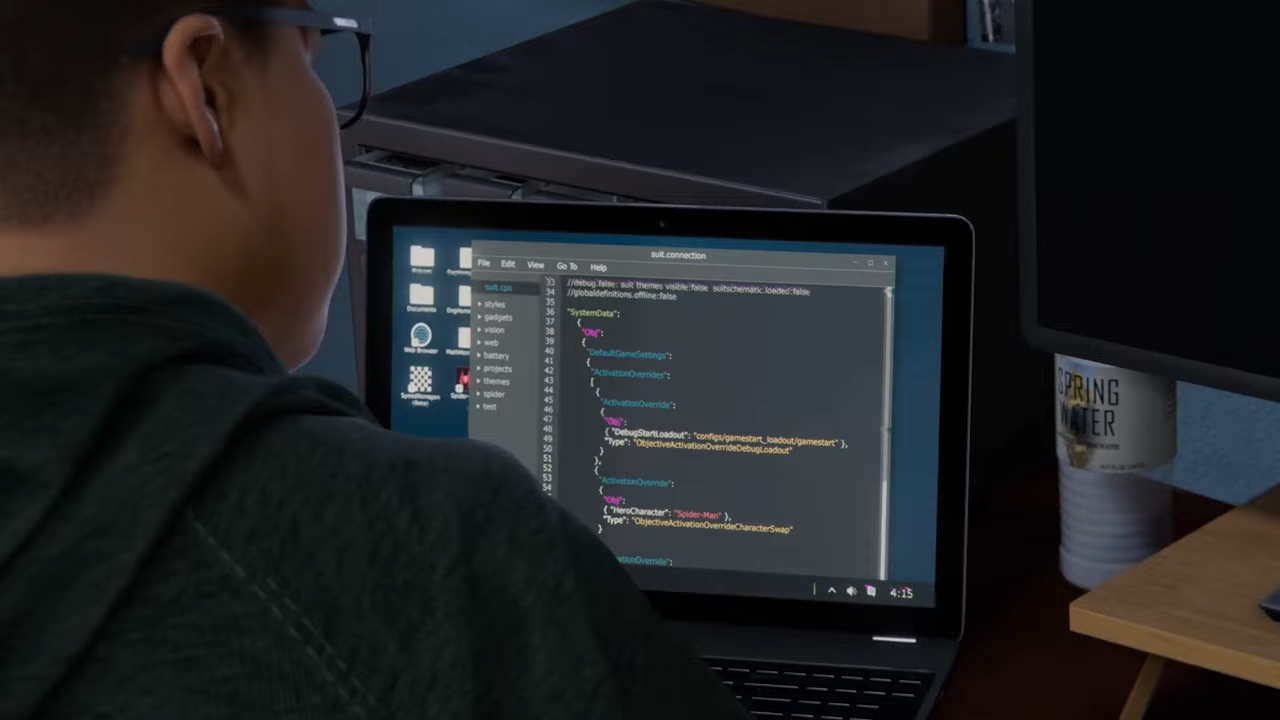 suit.connection
File Edit View Go To Help
suit.cps
styles
gadgets
vision
web
battery
projects
themes
spider
test
33 //debug.false: suit themes visible:false suitschematic.loaded:false
34 //globaldefinitions.offline:false
35
36 "SystemData":
37 {
38 "Obj":
39 {
40 "DefaultGameSettings":
41 {
42 "ActivationOverrides":
43 [
44 {
45 "ActivationOverride":
46 {
47 "Obj":
48 { "DebugStartLoadout": "configs/gamestart_loadout/gamestart" },
49 "Type": "ObjectiveActivationOverrideDebugLoadout"
50 }
51 },
52 {
53 "ActivationOverride":
54 {
"Obj":
{ "HeroCharacter": "Spider-Man" },
"Type": "ObjectiveActivationOverrideCharacterSwap"
}
ActivationOverride":
Documents
Web Browser
4:15
SPRING
WATER